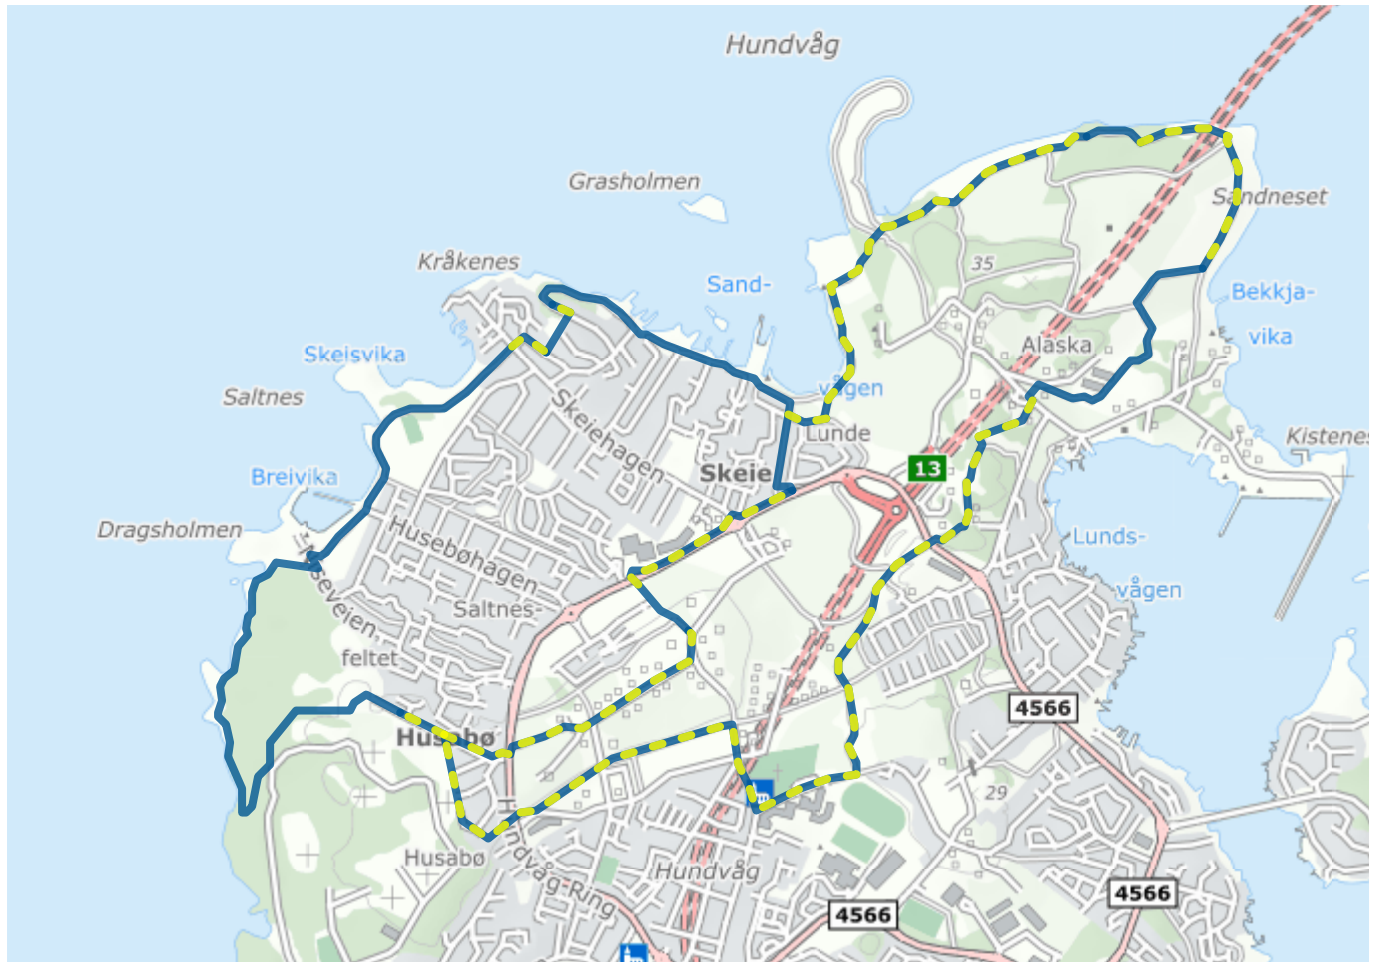 Hundvåg
Grasholmen
Sandneset
Kråkenes
35
Sand-
Bekkja-
vika
Skeisvika
Alaska
vågen
Saltnes
Skeiehagen
Lunde
Kistenes
Skeie
13
Breivika
Dragsholmen
Husebøhagen
Lunds-
vågen
Saltnes-
feltet
4566
Husabø
29
Husabø
Hundvåg-Ring
Hundvåg
4566
4566